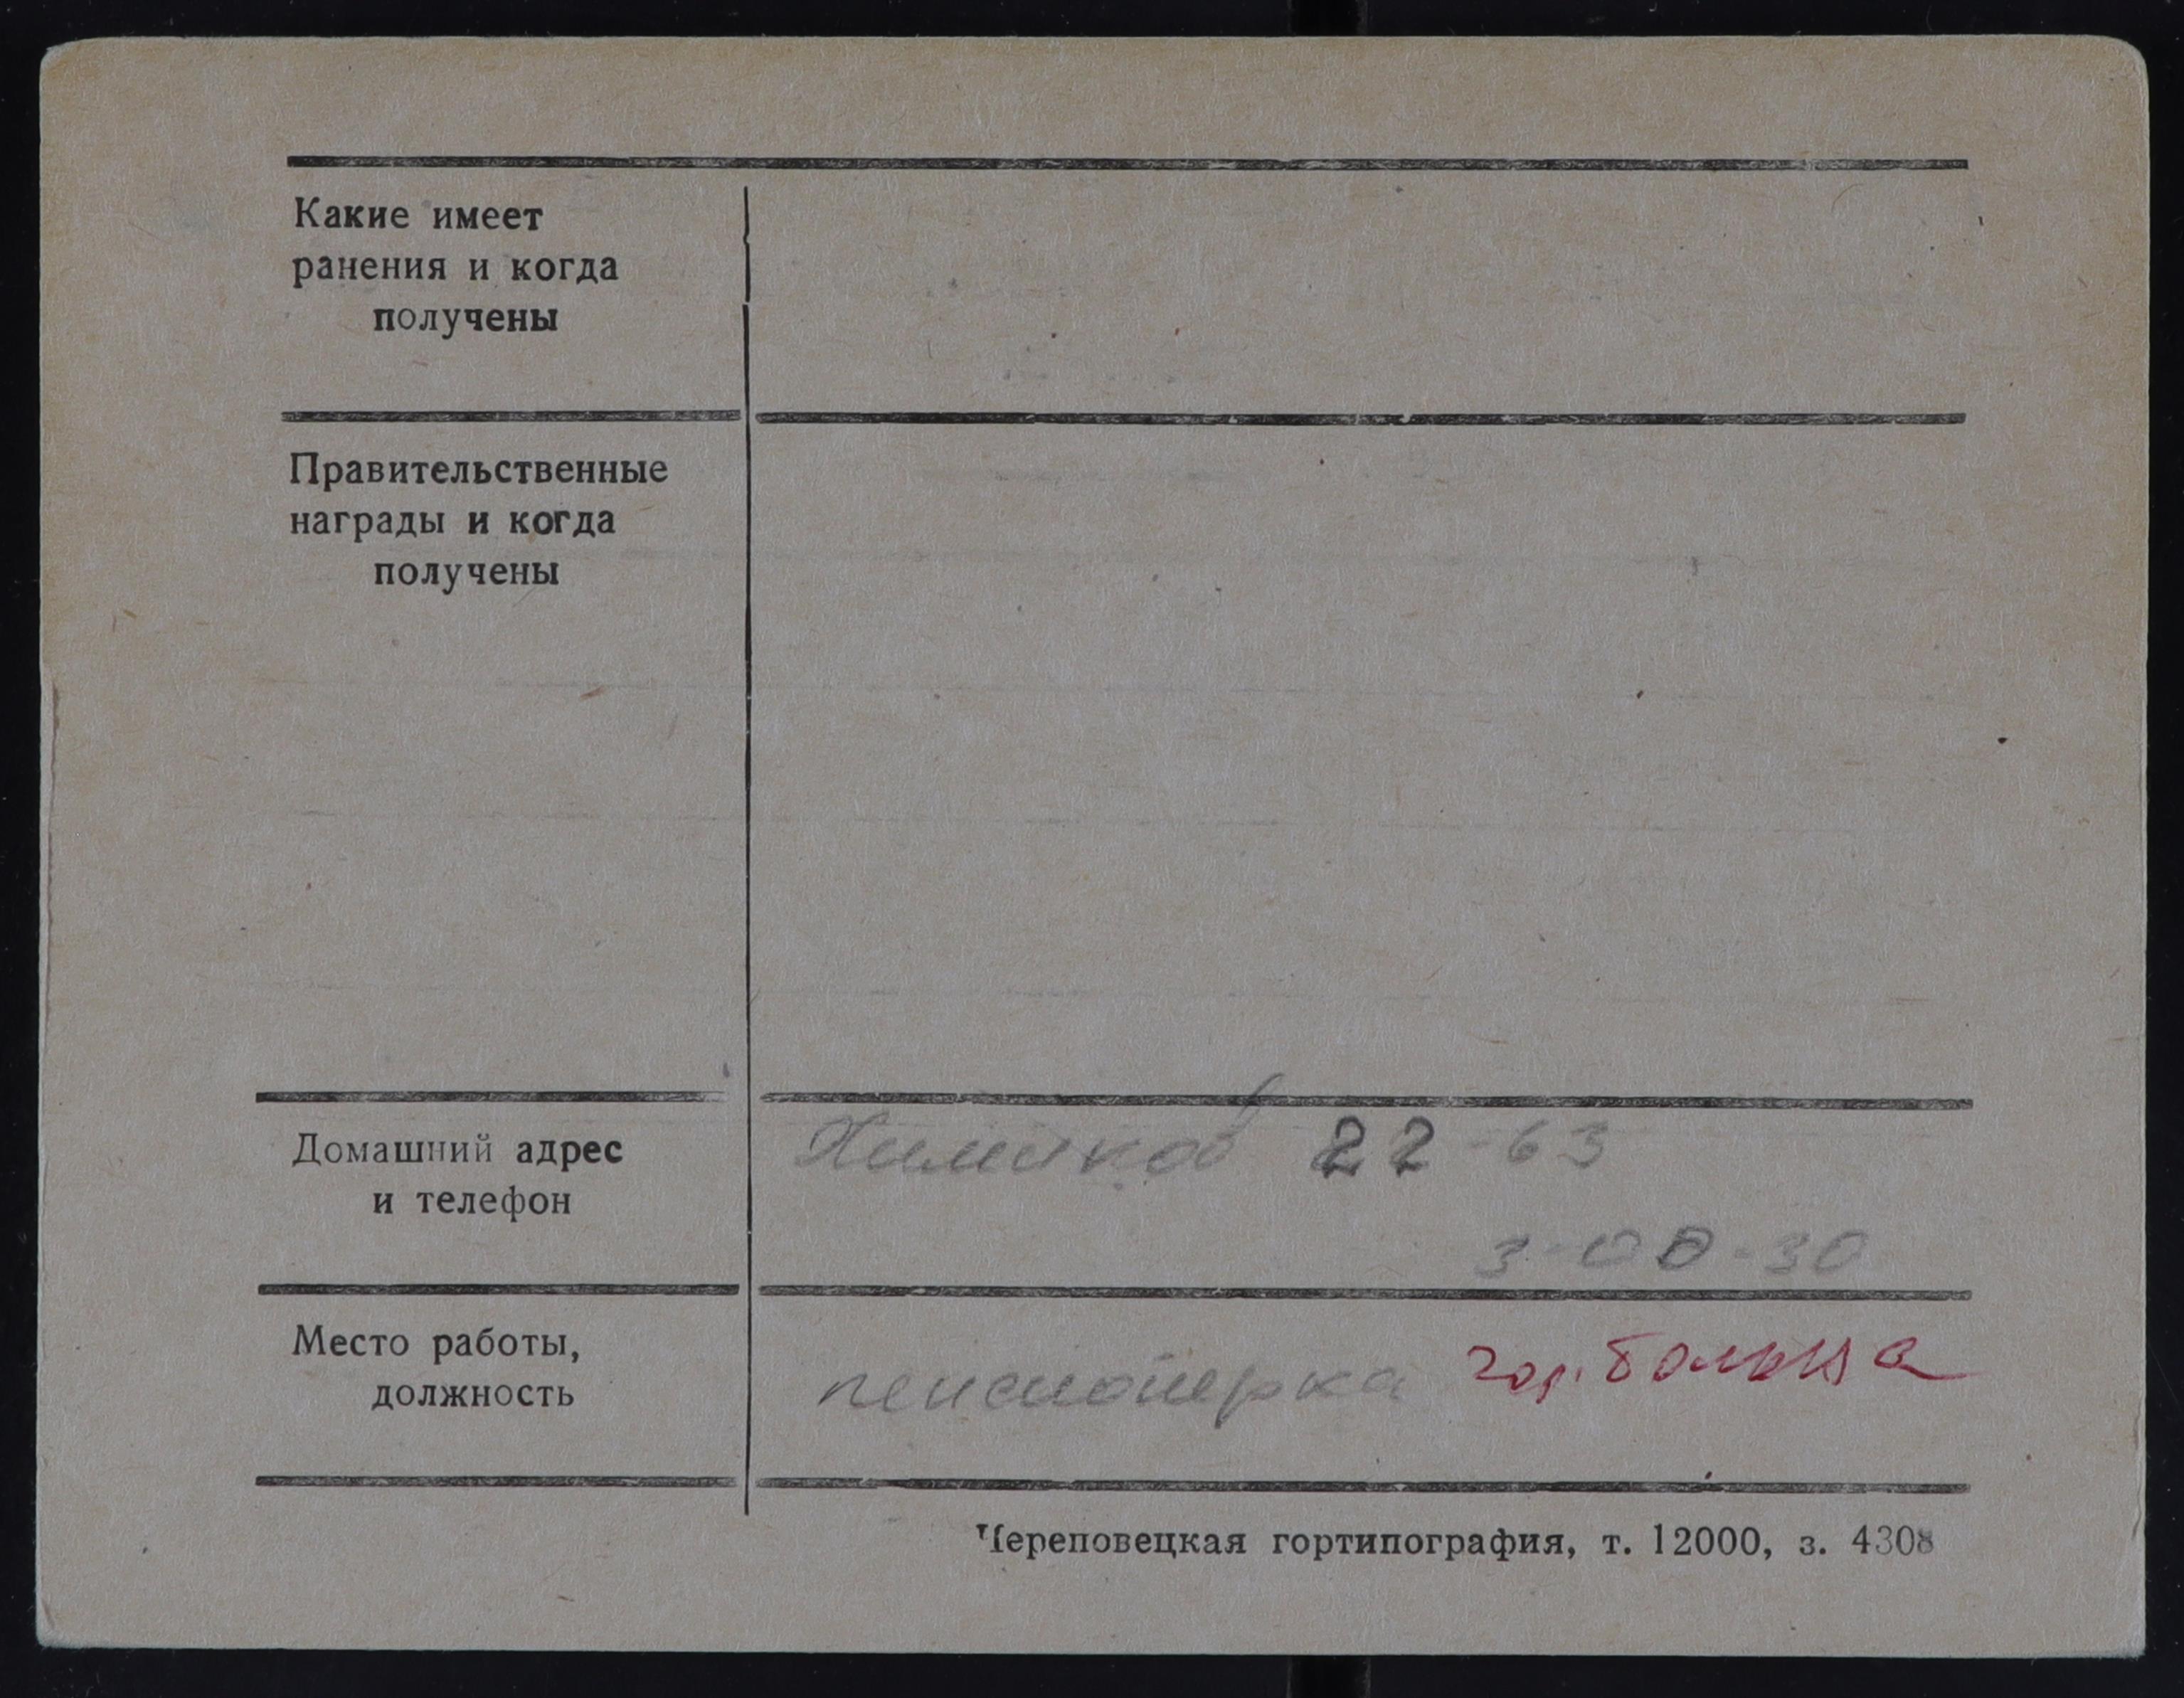 Какие имеет
ранения и когда
получены
Правительственные
награды и когда
получены
Домашний адрес
и телефон
Химиков 22-63
3-00-30
Место работы,
должность
пенсионерка гор. больница
Череповецкая гортипография, т. 12000, з. 4308